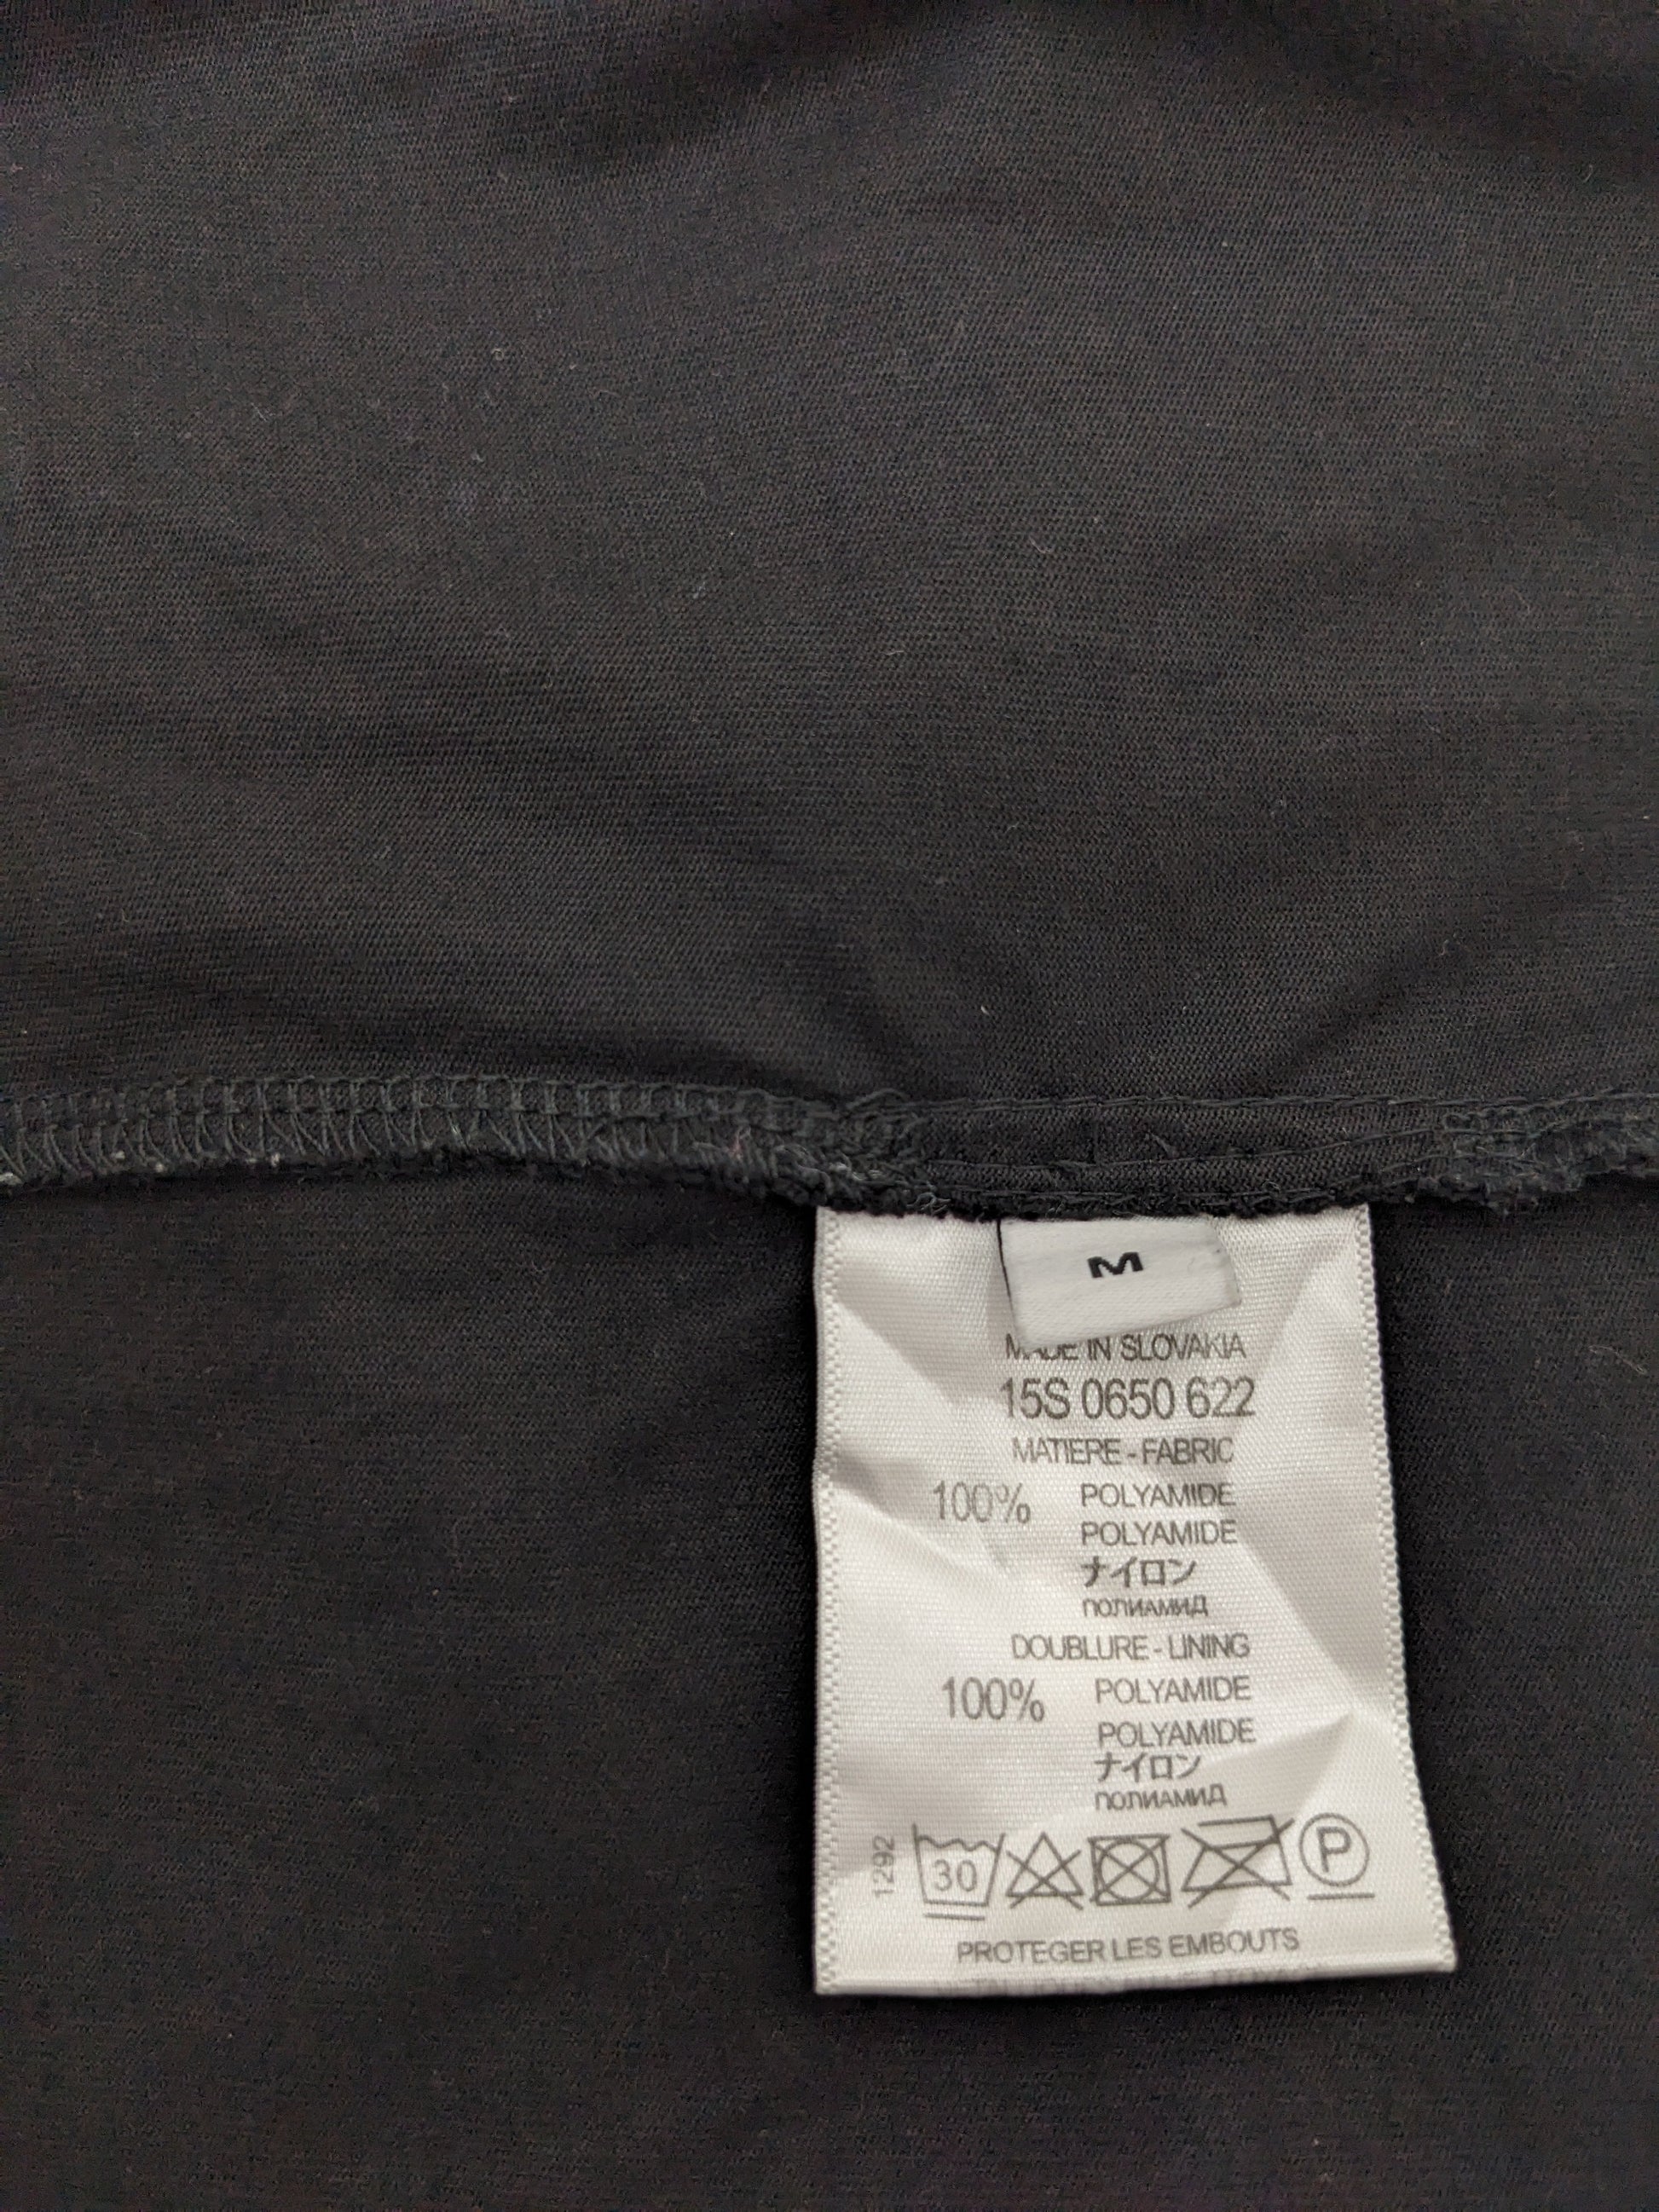 M
MADE IN SLOVAKIA
15S 0650 622
MATIERE - FABRIC
100% POLYAMIDE
POLYAMIDE
ナイロン
ПОЛИАМИД
DOUBLURE - LINING
100% POLYAMIDE
POLYAMIDE
ナイロン
ПОЛИАМИД
1292
30
P
PROTEGER LES EMBOUTS